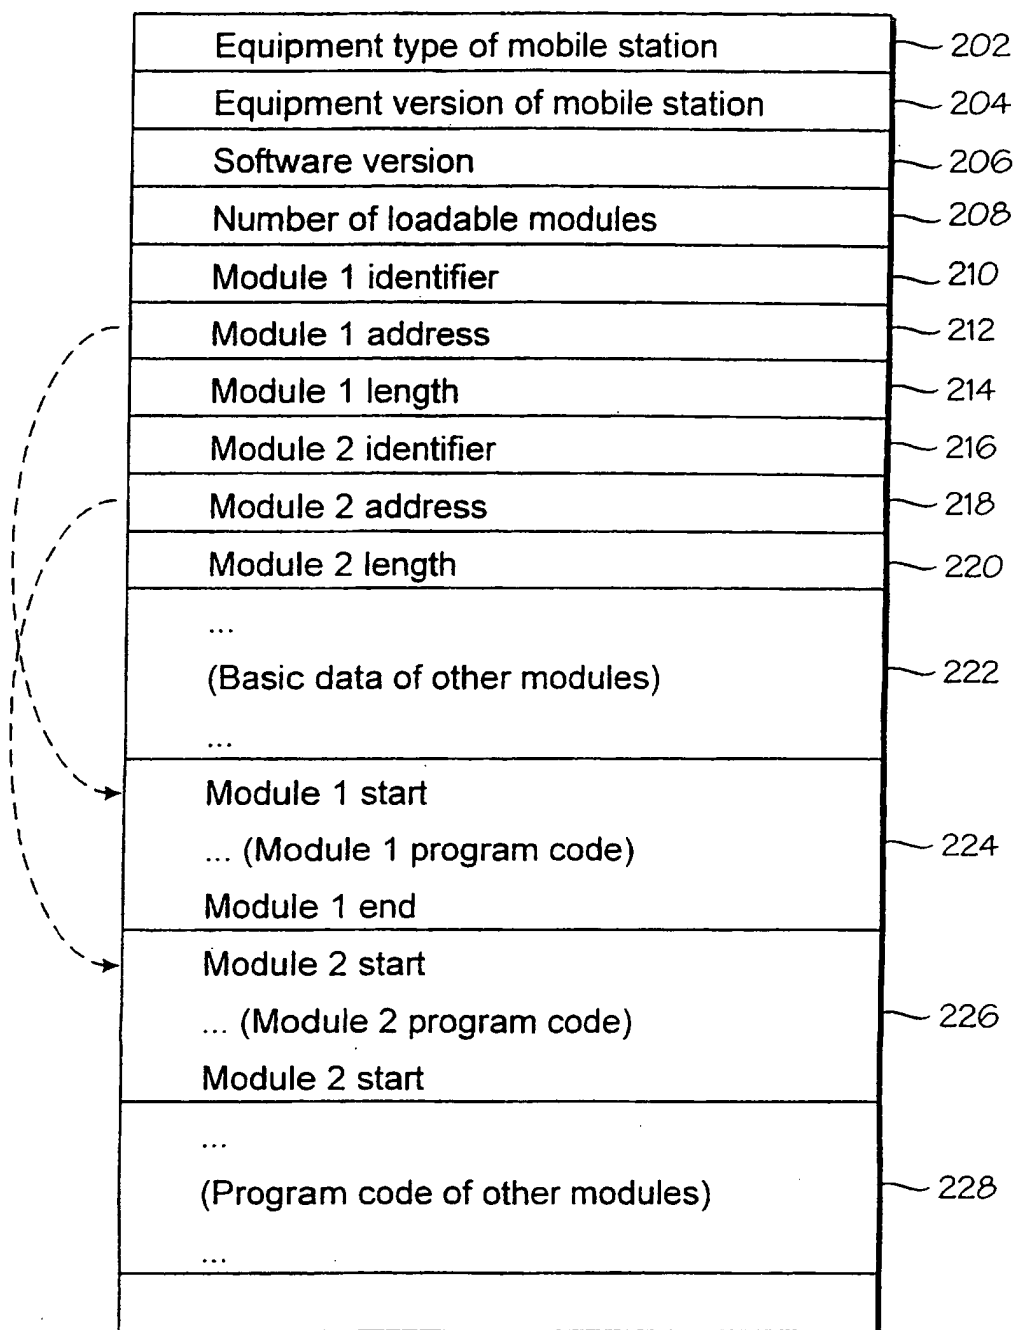 Equipment type of mobile station 202
Equipment version of mobile station 204
Software version 206
Number of loadable modules 208
Module 1 identifier 210
Module 1 address 212
Module 1 length 214
Module 2 identifier 216
Module 2 address 218
Module 2 length 220
...
(Basic data of other modules) 222
...
Module 1 start
... (Module 1 program code) 224
Module 1 end
Module 2 start
... (Module 2 program code) 226
Module 2 start
...
(Program code of other modules) 228
...